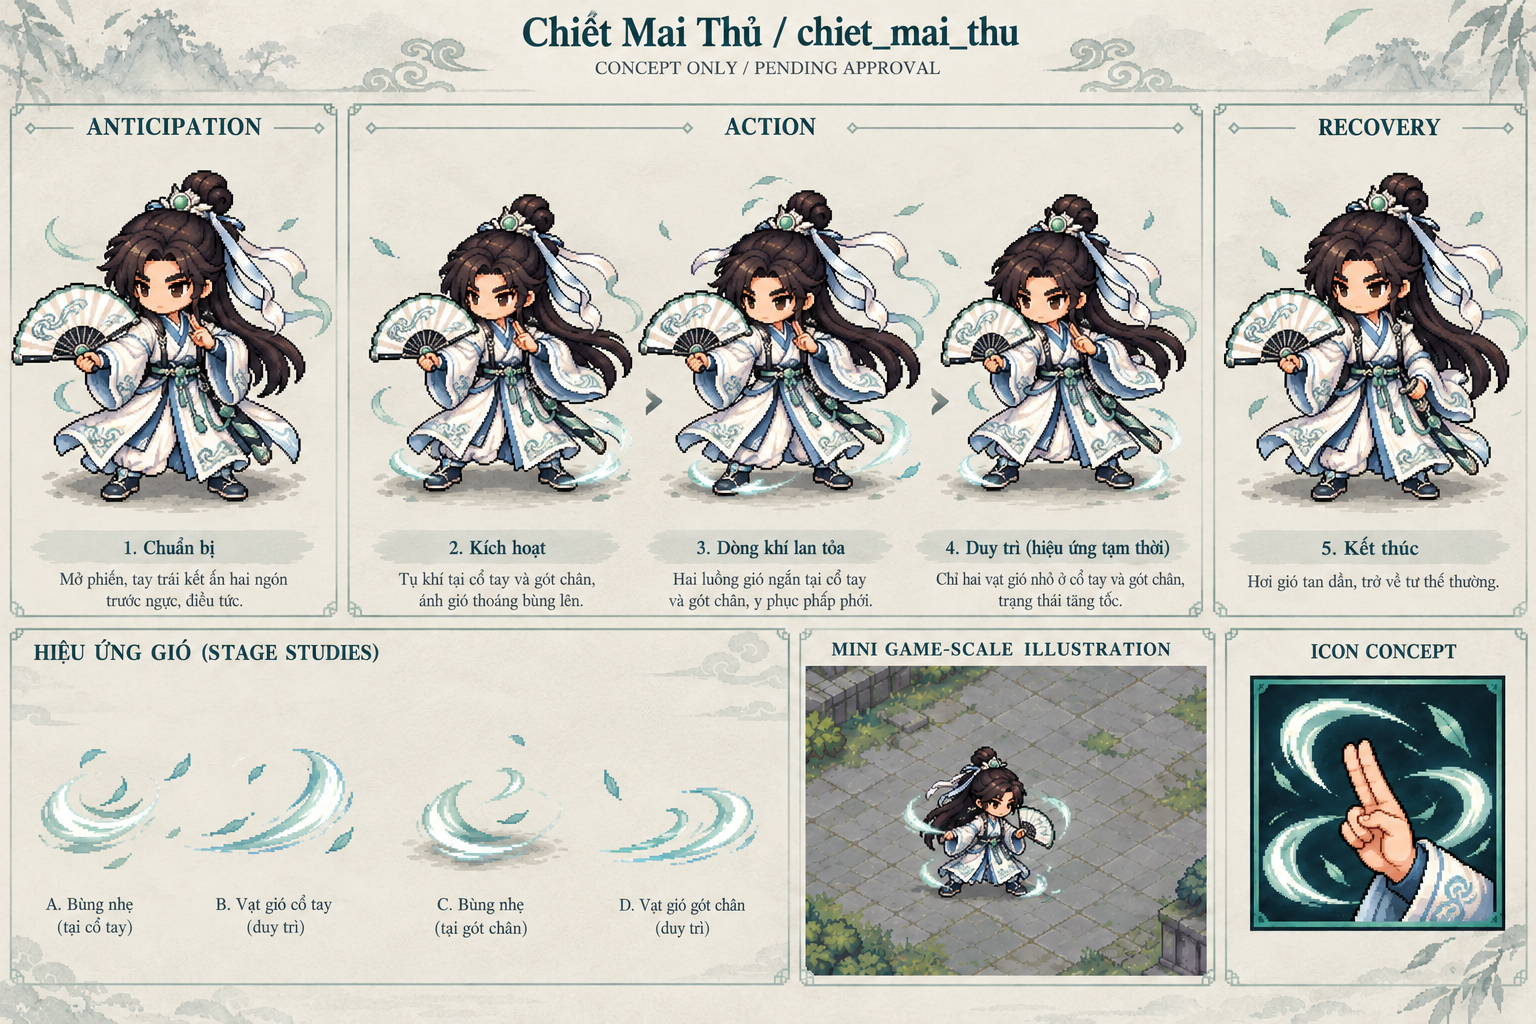 Chiết Mai Thủ / chiet_mai_thu
CONCEPT ONLY / PENDING APPROVAL
ANTICIPATION
1. Chuẩn bị
Mở phiến, tay trái kết ấn hai ngón
trước ngực, điều tức.
ACTION
2. Kích hoạt
Tụ khí tại cổ tay và gót chân,
ánh gió thoáng bùng lên.
3. Dòng khí lan tỏa
Hai luồng gió ngắn tại cổ tay
và gót chân, y phục phấp phới.
4. Duy trì (hiệu ứng tạm thời)
Chỉ hai vạt gió nhỏ ở cổ tay và gót chân,
trạng thái tăng tốc.
RECOVERY
5. Kết thúc
Hơi gió tan dần, trở về tư thế thường.
HIỆU ỨNG GIÓ (STAGE STUDIES)
A. Bùng nhẹ
(tại cổ tay)
B. Vạt gió cổ tay
(duy trì)
C. Bùng nhẹ
(tại gót chân)
D. Vạt gió gót chân
(duy trì)
MINI GAME-SCALE ILLUSTRATION
ICON CONCEPT